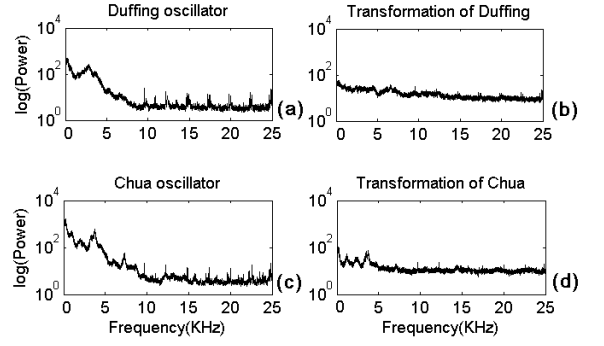 Duffing oscillator
log(Power)
10^4
10^2
10^0
0 5 10 15 20 25
(a)
Transformation of Duffing
10^4
10^2
10^0
0 5 10 15 20 25
(b)
Chua oscillator
log(Power)
10^4
10^2
10^0
0 5 10 15 20 25
Frequency(KHz)
(c)
Transformation of Chua
10^4
10^2
10^0
0 5 10 15 20 25
Frequency(KHz)
(d)